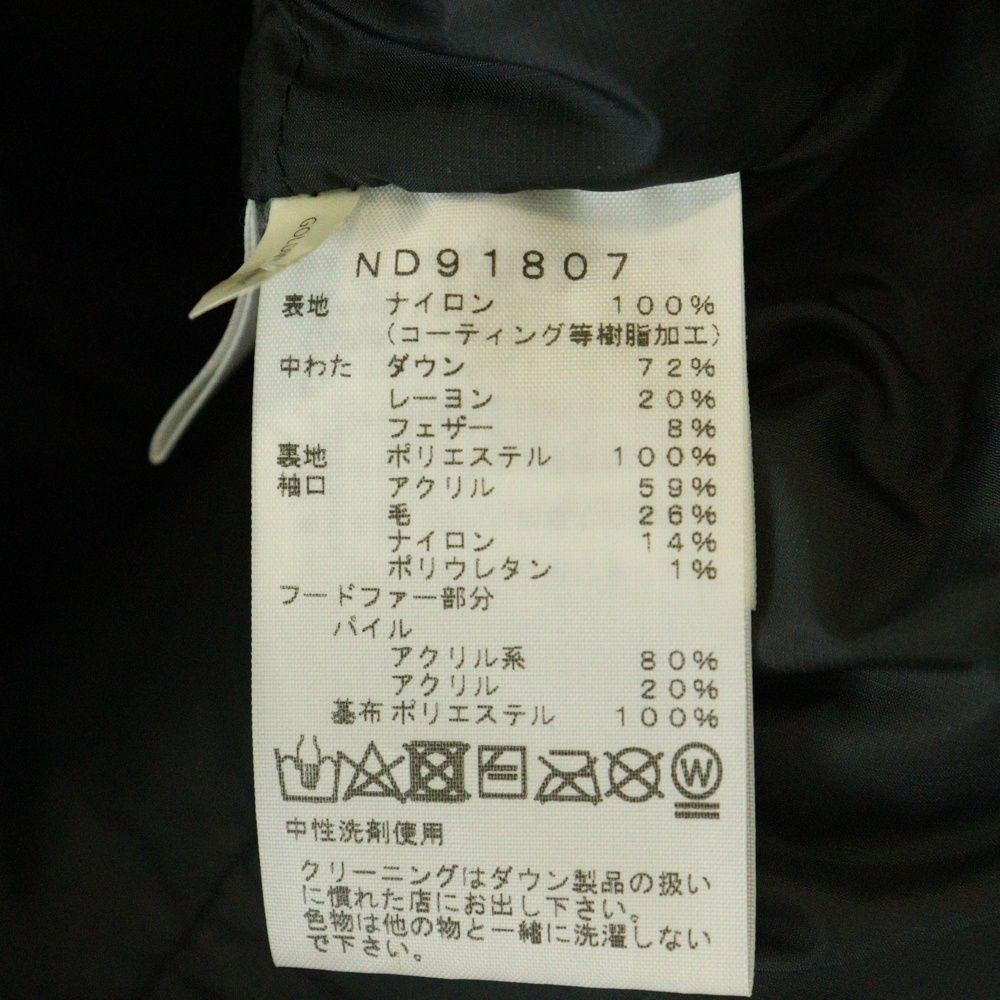 ND91807
表地 ナイロン 100%
(コーティング等樹脂加工)
中わた ダウン 72%
レーヨン 20%
フェザー 8%
裏地 ポリエステル 100%
袖口 アクリル 59%
毛 26%
ナイロン 14%
ポリウレタン 1%
フードファー部分
パイル
アクリル系 80%
アクリル 20%
基布 ポリエステル 100%
W
中性洗剤使用
クリーニングはダウン製品の扱い
に慣れた店にお出し下さい。
色物は他の物と一緒に洗濯しない
で下さい。